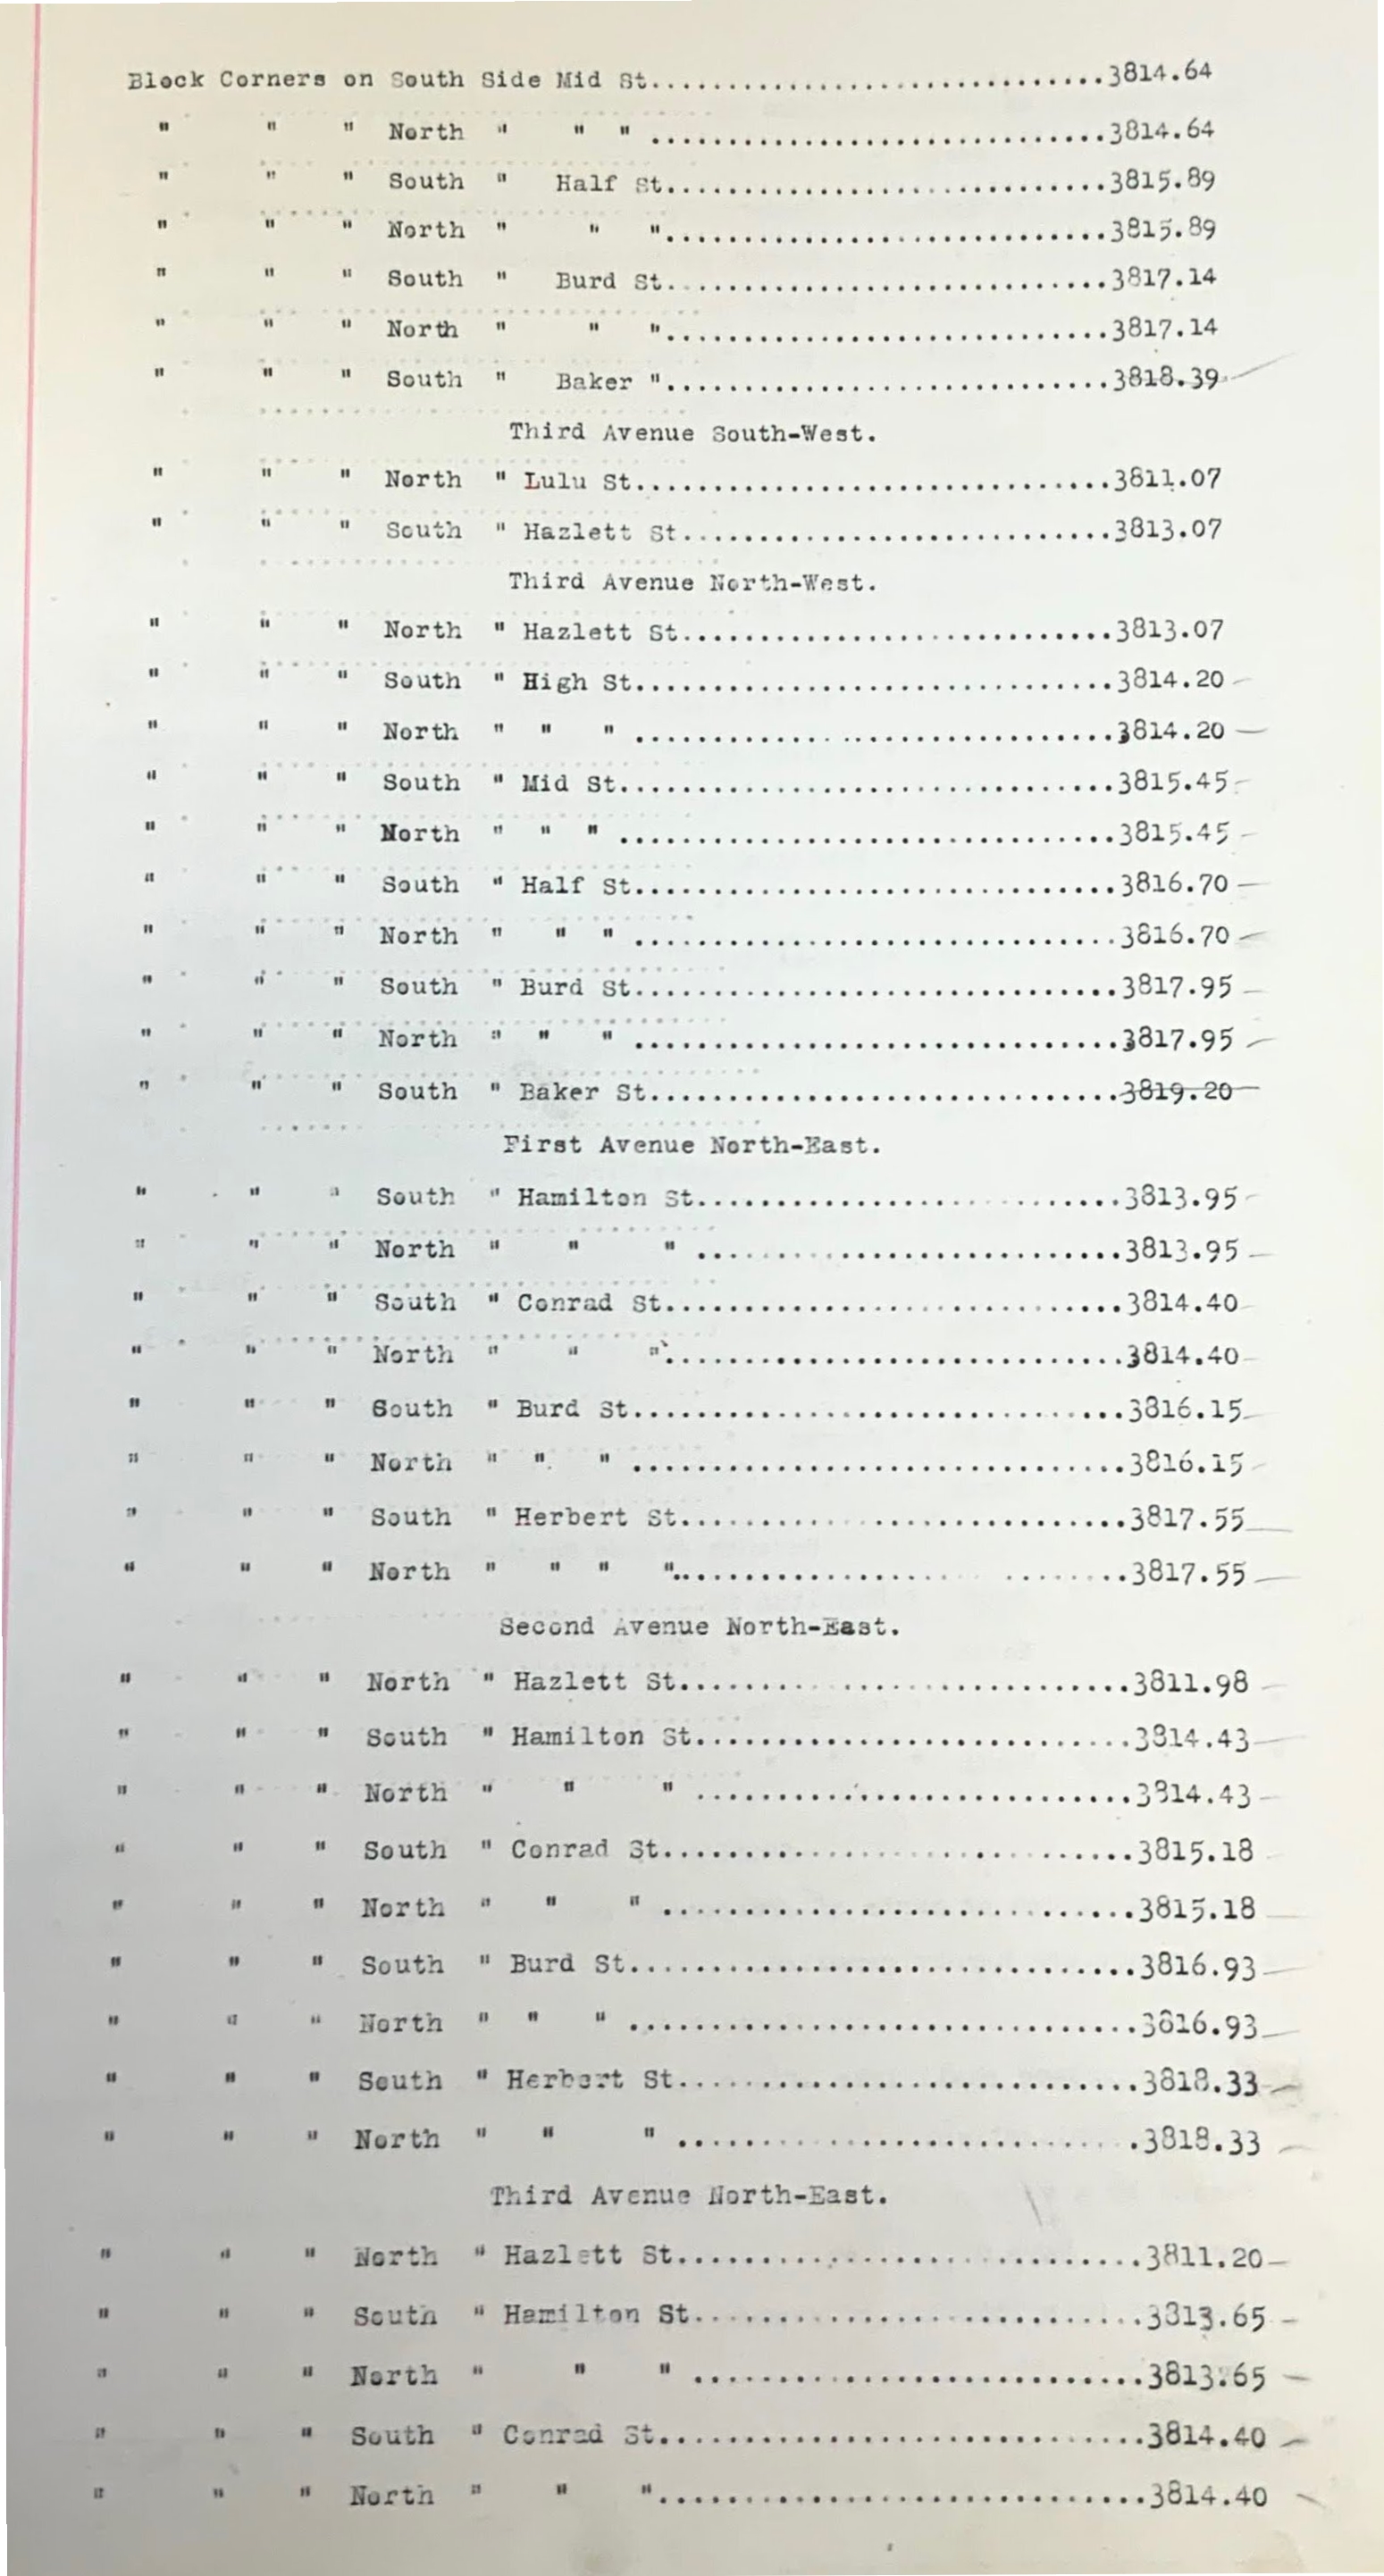 Block Corners on South Side Mid St..............................3814.64
" " " North " " " ..............................3814.64
" " " South " Half St..............................3815.89
" " " North " " "..............................3815.89
" " " South " Burd St..............................3817.14
" " " North " " "..............................3817.14
" " " South " Baker "..............................3818.39
Third Avenue South-West.
" " " North " Lulu St..............................3811.07
" " " South " Hazlett St..............................3813.07
Third Avenue North-West.
" " " North " Hazlett St..............................3813.07
" " " South " High St..............................3814.20
" " " North " " " ..............................3814.20
" " " South " Mid St..............................3815.45
" " " North " " " ..............................3815.45
" " " South " Half St..............................3816.70
" " " North " " " ..............................3816.70
" " " South " Burd St..............................3817.95
" " " North " " " ..............................3817.95
" " " South " Baker St..............................3819.20
First Avenue North-East.
" " " South " Hamilton St..............................3813.95
" " " North " " " ..............................3813.95
" " " South " Conrad St..............................3814.40
" " " North " " "..............................3814.40
" " " South " Burd St..............................3816.15
" " " North " " " ..............................3816.15
" " " South " Herbert St..............................3817.55
" " " North " " " "..............................3817.55
Second Avenue North-East.
" " " North " Hazlett St..............................3811.98
" " " South " Hamilton St..............................3814.43
" " " North " " " ..............................3814.43
" " " South " Conrad St..............................3815.18
" " " North " " " ..............................3815.18
" " " South " Burd St..............................3816.93
" " " North " " " ..............................3816.93
" " " South " Herbert St..............................3818.33
" " " North " " " ..............................3818.33
Third Avenue North-East.
" " " North " Hazlett St..............................3811.20
" " " South " Hamilton St..............................3813.65
" " " North " " " ..............................3813.65
" " " South " Conrad St..............................3814.40
" " " North " " "..............................3814.40